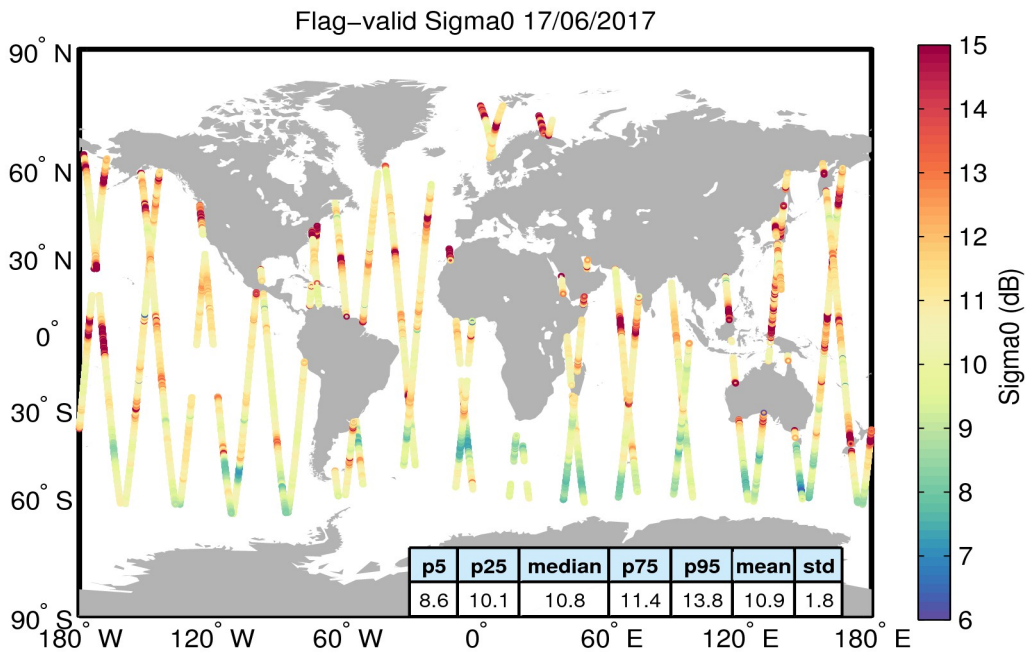 Flag−valid Sigma0 17/06/2017
90° N
60° N
30° N
0°
30° S
60° S
90° S
180° W
120° W
60° W
0°
60° E
120° E
180° E
p5 p25 median p75 p95 mean std
8.6 10.1 10.8 11.4 13.8 10.9 1.8
15
14
13
12
11
10
9
8
7
6
Sigma0 (dB)